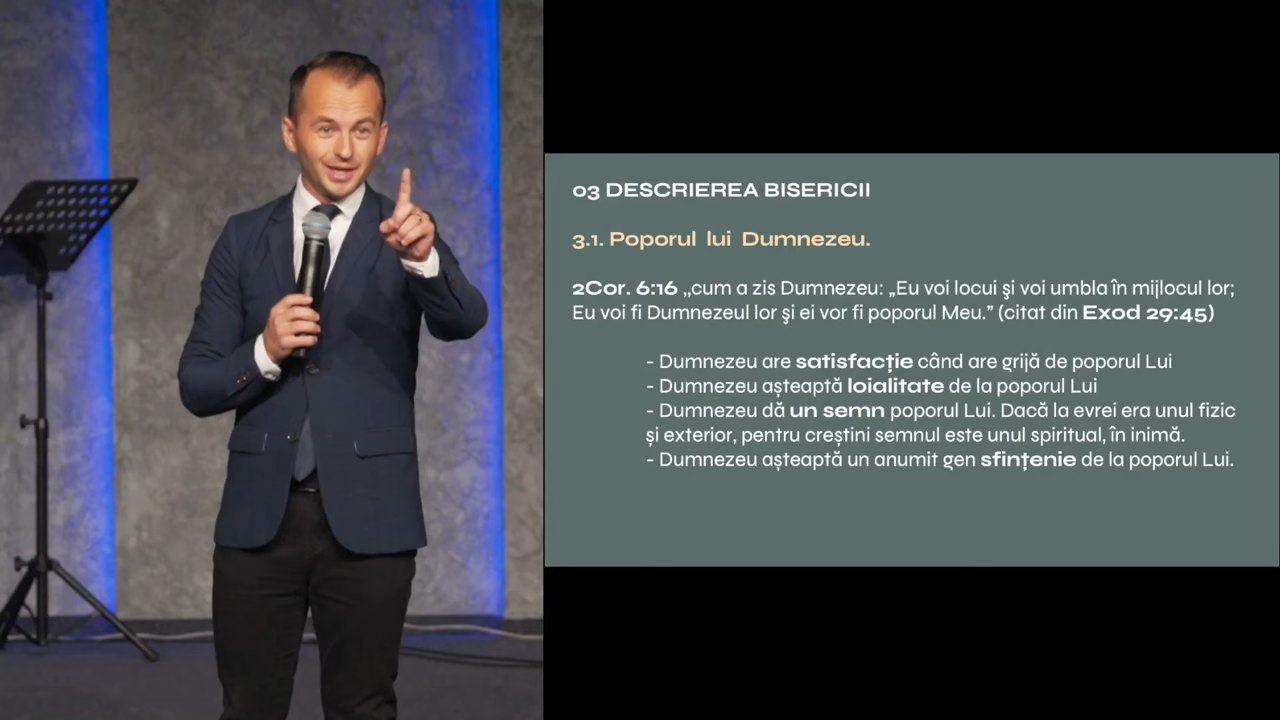 03 DESCRIEREA BISERICII
3.1. Poporul lui Dumnezeu.
2Cor. 6:16 ,,cum a zis Dumnezeu: „Eu voi locui şi voi umbla în mijlocul lor;
Eu voi fi Dumnezeul lor şi ei vor fi poporul Meu.” (citat din Exod 29:45)
- Dumnezeu are satisfacție când are grijă de poporul Lui
- Dumnezeu așteaptă loialitate de la poporul Lui
- Dumnezeu dă un semn poporul Lui. Dacă la evrei era unul fizic
și exterior, pentru creștini semnul este unul spiritual, în inimă.
- Dumnezeu așteaptă un anumit gen sfințenie de la poporul Lui.